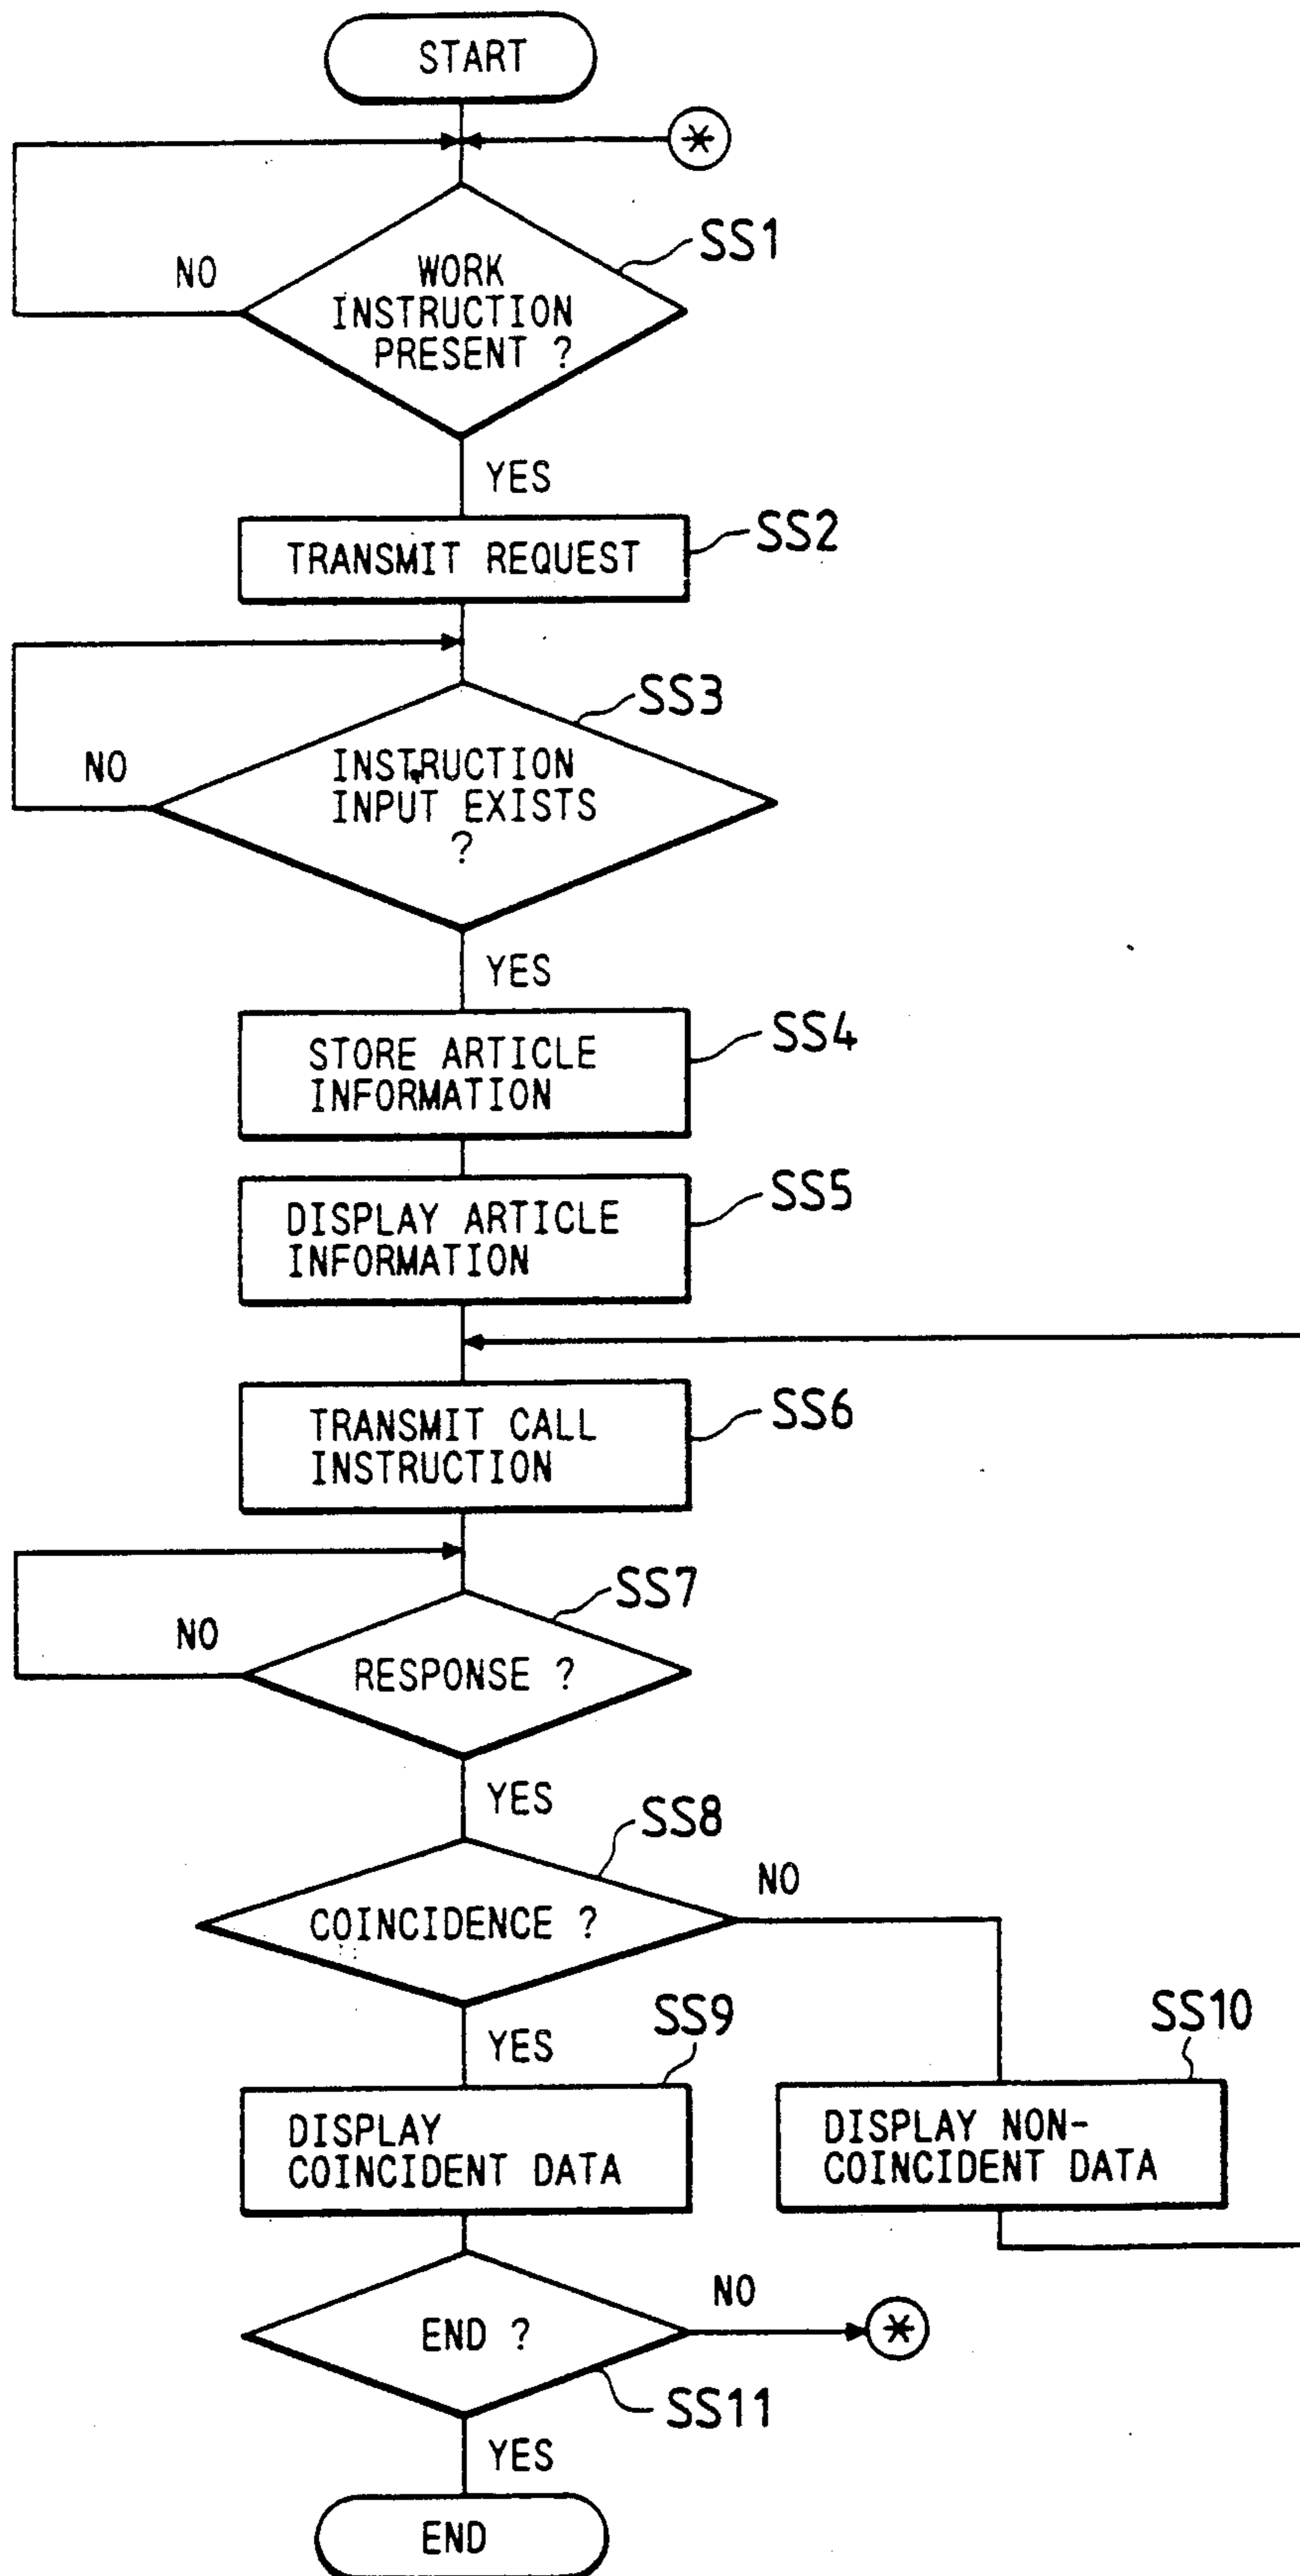 START
*
SS1
NO
WORK
INSTRUCTION
PRESENT ?
YES
TRANSMIT REQUEST
SS2
SS3
NO
INSTRUCTION
INPUT EXISTS
?
YES
STORE ARTICLE
INFORMATION
SS4
DISPLAY ARTICLE
INFORMATION
SS5
TRANSMIT CALL
INSTRUCTION
SS6
SS7
NO
RESPONSE ?
YES
SS8
NO
COINCIDENCE ?
YES
SS9
SS10
DISPLAY
COINCIDENT DATA
DISPLAY NON-
COINCIDENT DATA
NO
END ?
*
SS11
YES
END